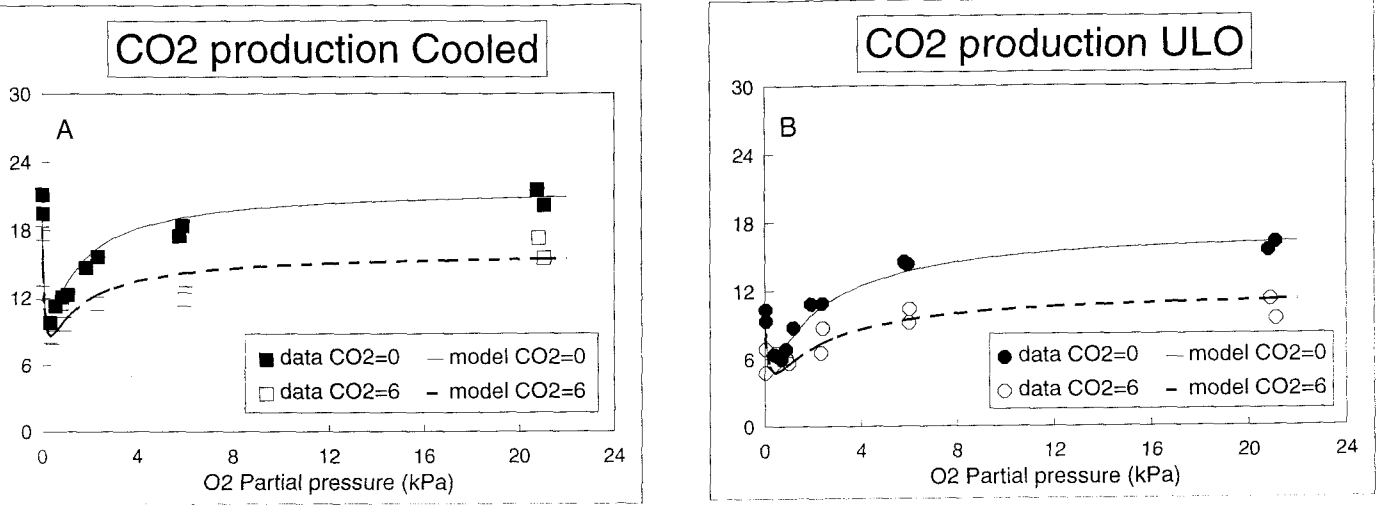 CO2 production Cooled
30
A
24
18
12
6
0
■ data CO2=0 — model CO2=0
□ data CO2=6 – – model CO2=6
0 4 8 12 16 20 24
O2 Partial pressure (kPa)
CO2 production ULO
30
B
24
18
12
6
0
● data CO2=0 — model CO2=0
○ data CO2=6 – – model CO2=6
0 4 8 12 16 20 24
O2 Partial pressure (kPa)